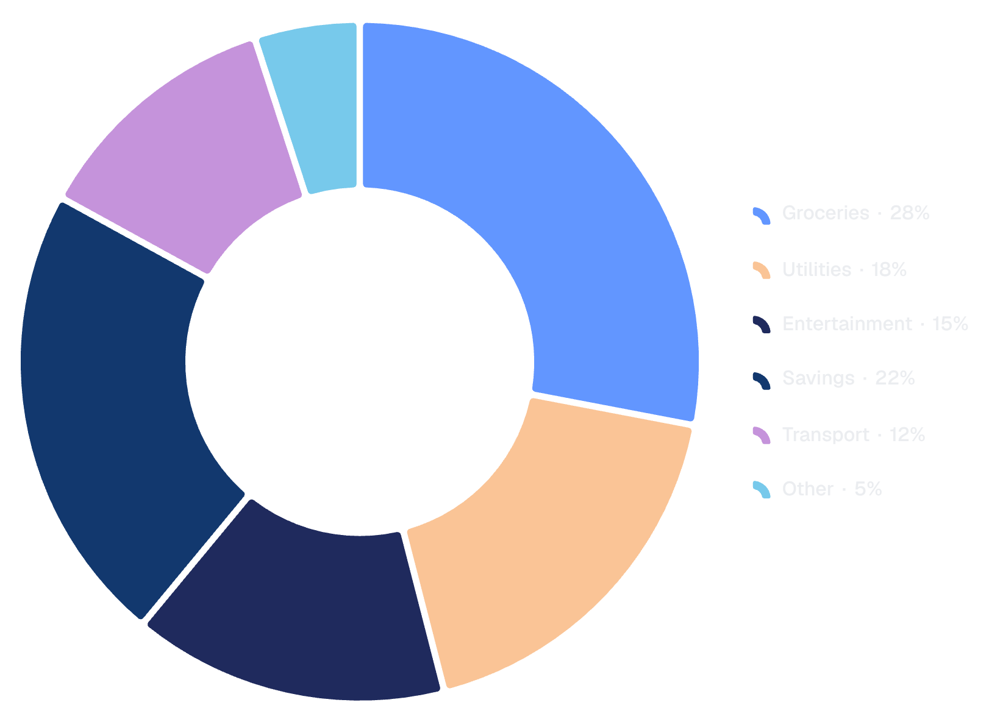 Groceries · 28%
Utilities · 18%
Entertainment · 15%
Savings · 22%
Transport · 12%
Other · 5%